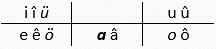 i î ü u û
e ê ö a â o ô